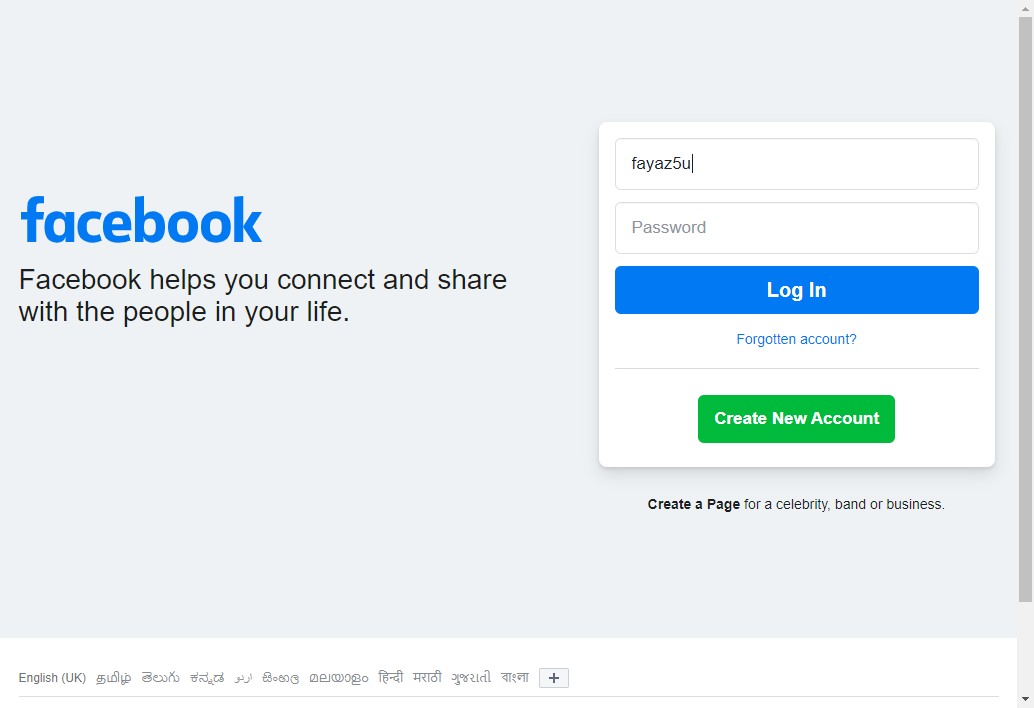 facebook
Facebook helps you connect and share
with the people in your life.
fayaz5u
Password
Log In
Forgotten account?
Create New Account
Create a Page for a celebrity, band or business.
English (UK) தமிழ் తెలుగు ಕನ್ನಡ اردو සිංහල മലയാളം हिन्दी मराठी ગુજરાતી বাংলা +